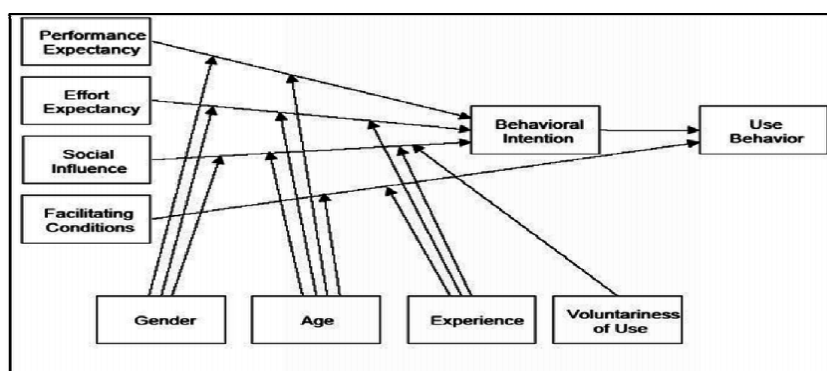 Performance
Expectancy
Effort
Expectancy
Social
Influence
Facilitating
Conditions
Behavioral
Intention
Use
Behavior
Gender
Age
Experience
Voluntariness
of Use